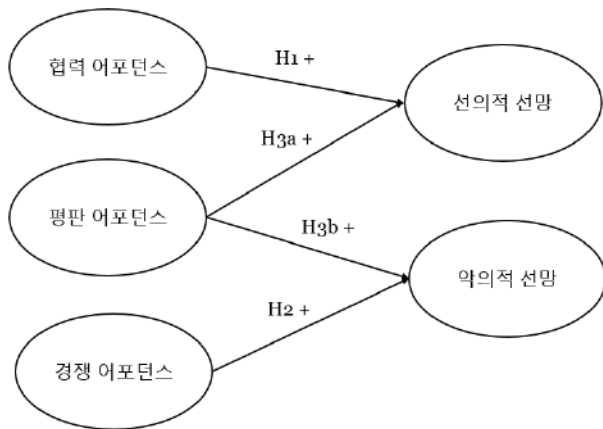 협력 어포던스
H1 +
선의적 선망
H3a +
평판 어포던스
H3b +
악의적 선망
H2 +
경쟁 어포던스